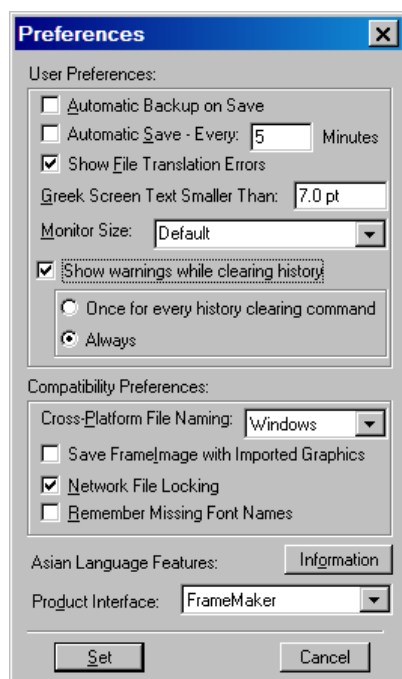 Preferences
User Preferences:
Automatic Backup on Save
Automatic Save - Every: 5 Minutes
Show File Translation Errors
Greek Screen Text Smaller Than: 7.0 pt
Monitor Size: Default
Show warnings while clearing history
Once for every history clearing command
Always
Compatibility Preferences:
Cross-Platform File Naming: Windows
Save FrameImage with Imported Graphics
Network File Locking
Remember Missing Font Names
Asian Language Features: Information
Product Interface: FrameMaker
Set Cancel